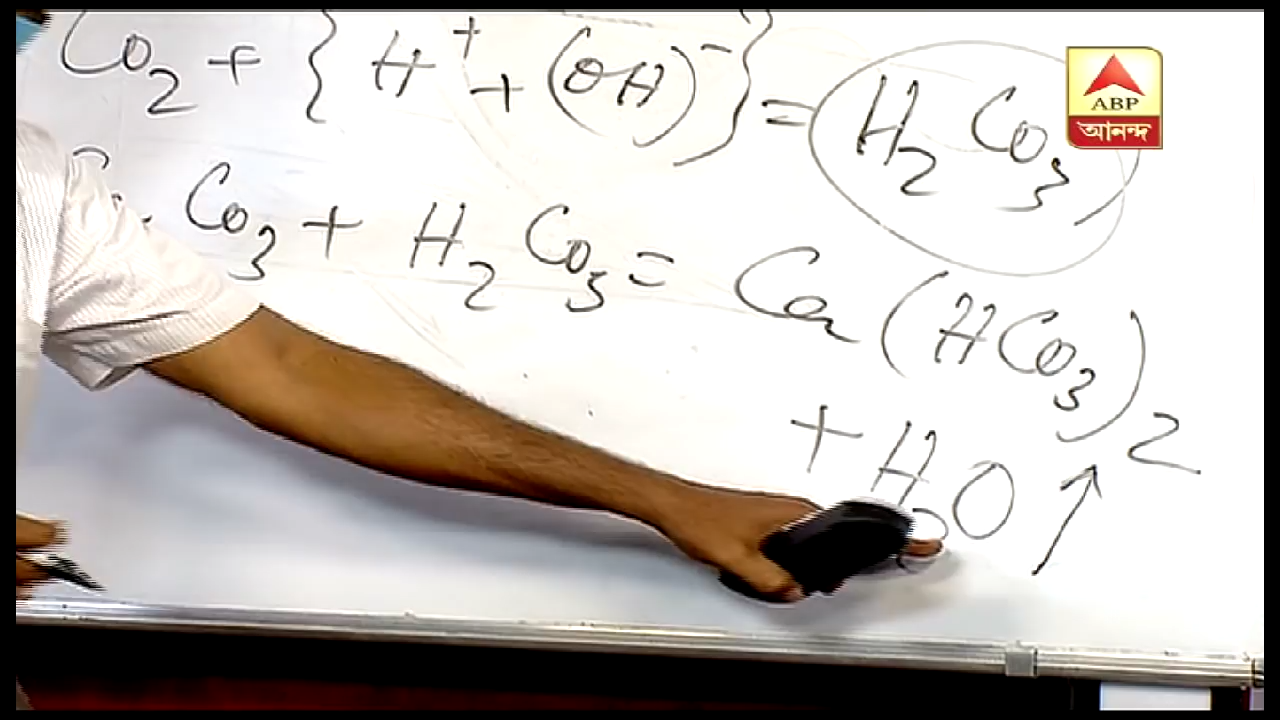 Co₂ + { H⁺ + (OH)⁻ } = H₂Co₃
ABP
আনন্দ
Co₃ + H₂Co₃ = Ca(HCo₃)₂
+ H₂O ↑